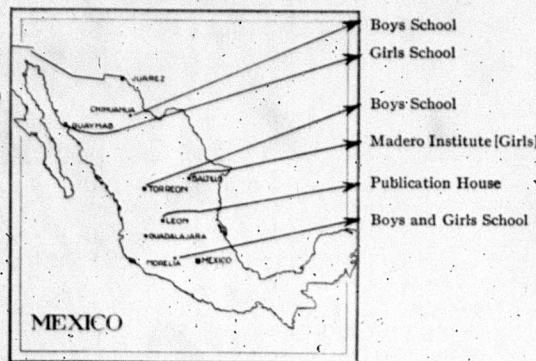 Boys School
Girls School
JUAREZ
CHIHUAHUA
Boys School
GUAYMAS
Madero Institute [Girls]
SALTILLO
TORREON
Publication House
LEON
Boys and Girls School
GUADALAJARA
MORELIA
MEXICO
MEXICO